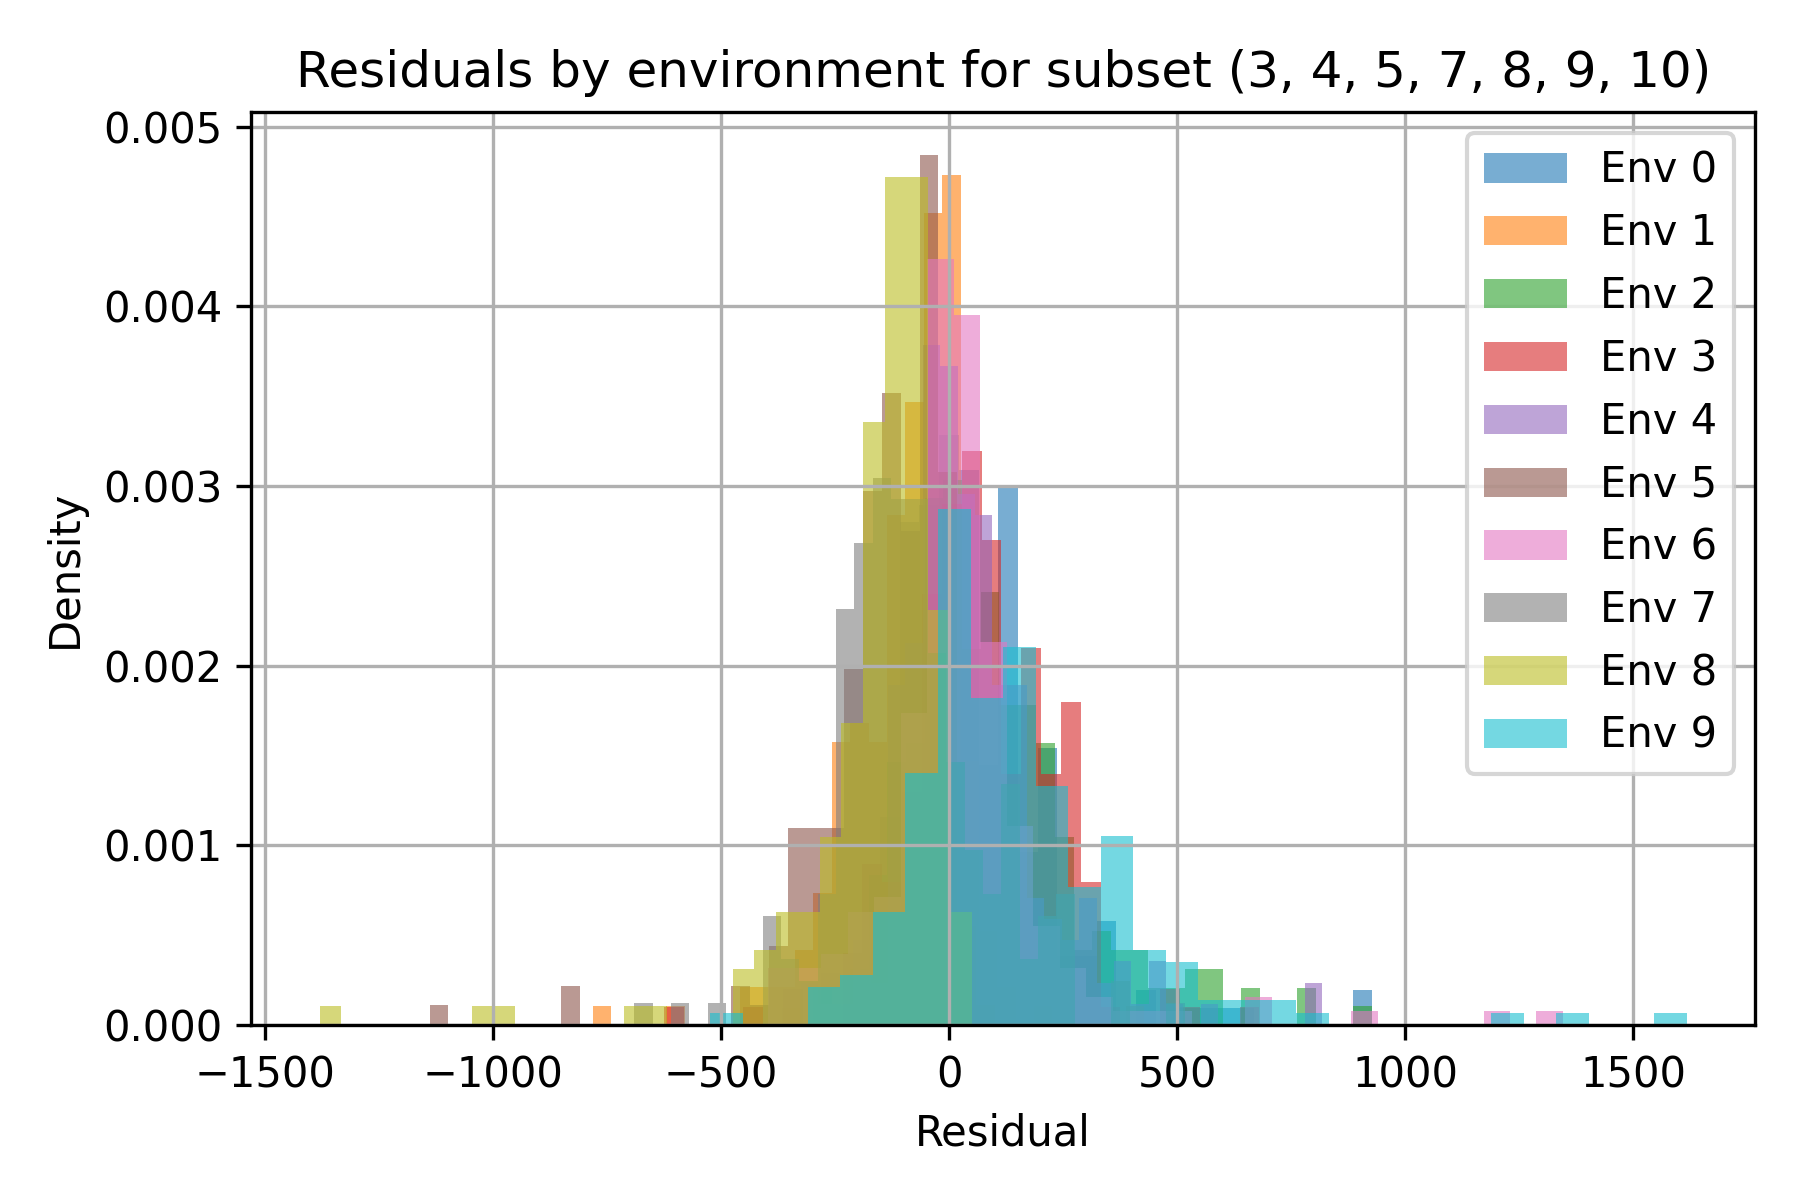 Residuals by environment for subset (3, 4, 5, 7, 8, 9, 10)
0.005
0.004
0.003
0.002
0.001
0.000
Density
−1500
−1000
−500
0
500
1000
1500
Residual
Env 0
Env 1
Env 2
Env 3
Env 4
Env 5
Env 6
Env 7
Env 8
Env 9